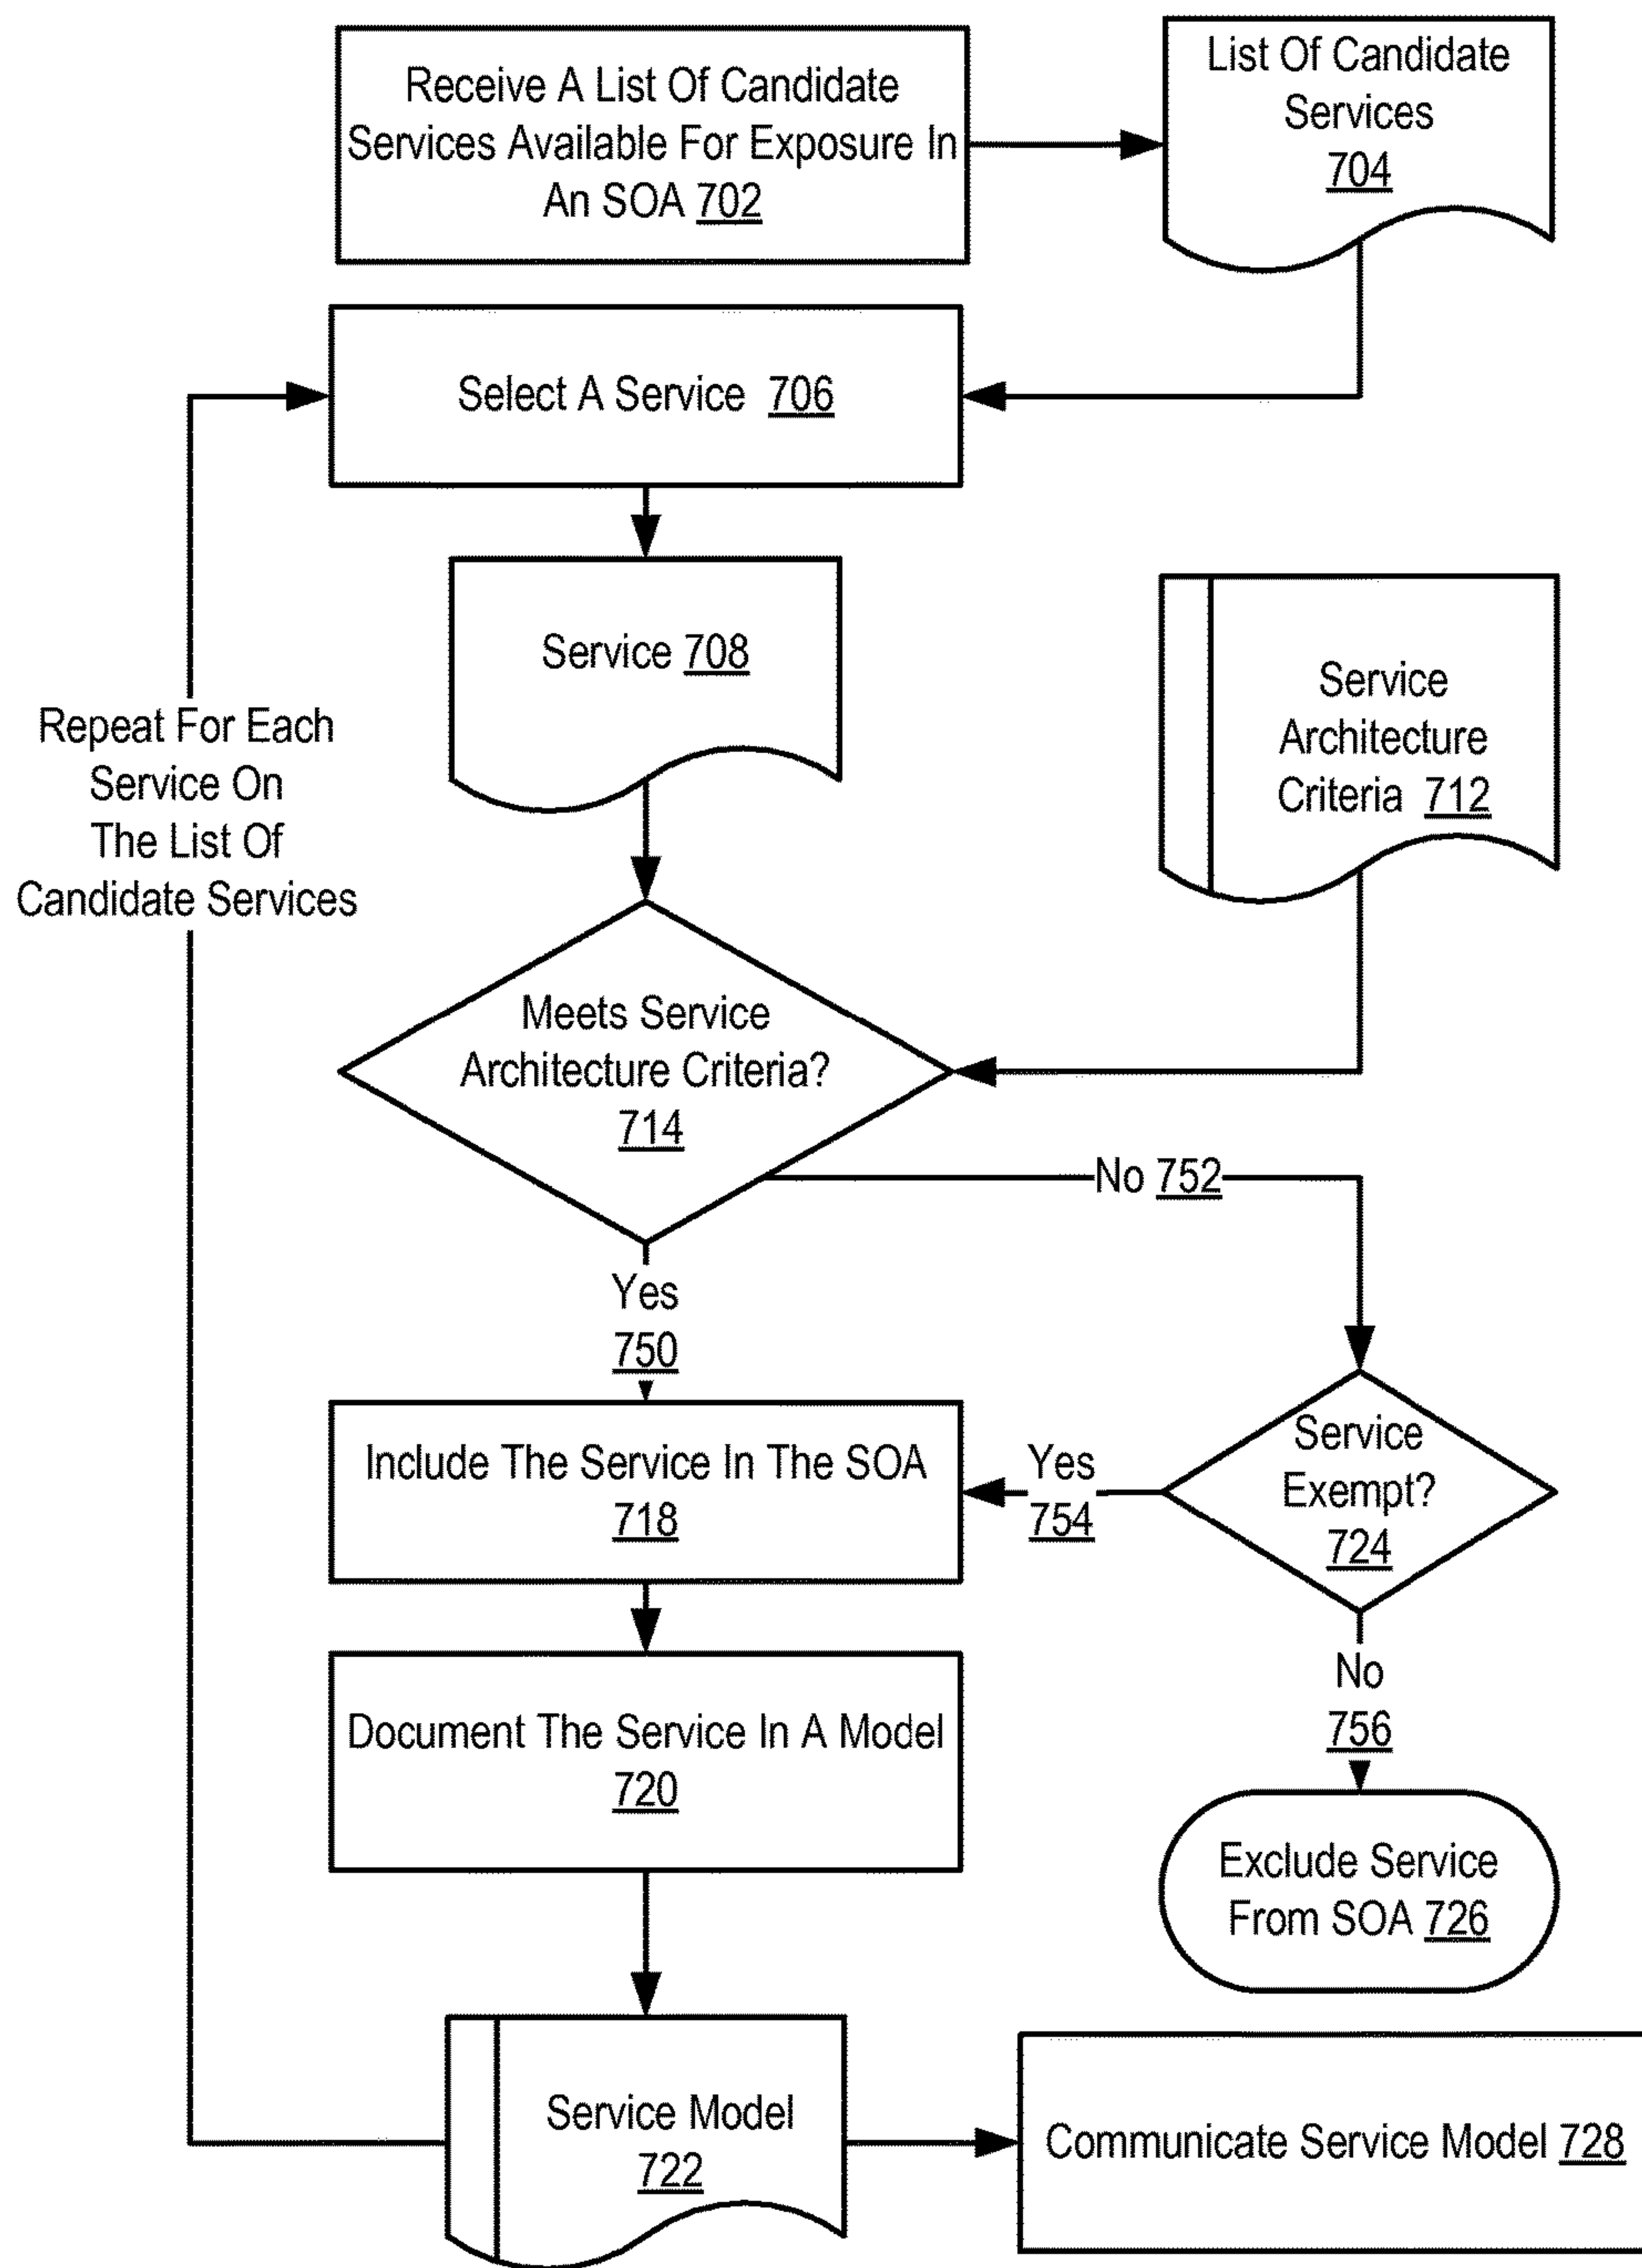 Receive A List Of Candidate
Services Available For Exposure In
An SOA 702
List Of Candidate
Services
704
Select A Service 706
Service 708
Service
Architecture
Criteria 712
Repeat For Each
Service On
The List Of
Candidate Services
Meets Service
Architecture Criteria?
714
No 752
Yes
750
Include The Service In The SOA
718
Yes
754
Service
Exempt?
724
Document The Service In A Model
720
No
756
Exclude Service
From SOA 726
Service Model
722
Communicate Service Model 728